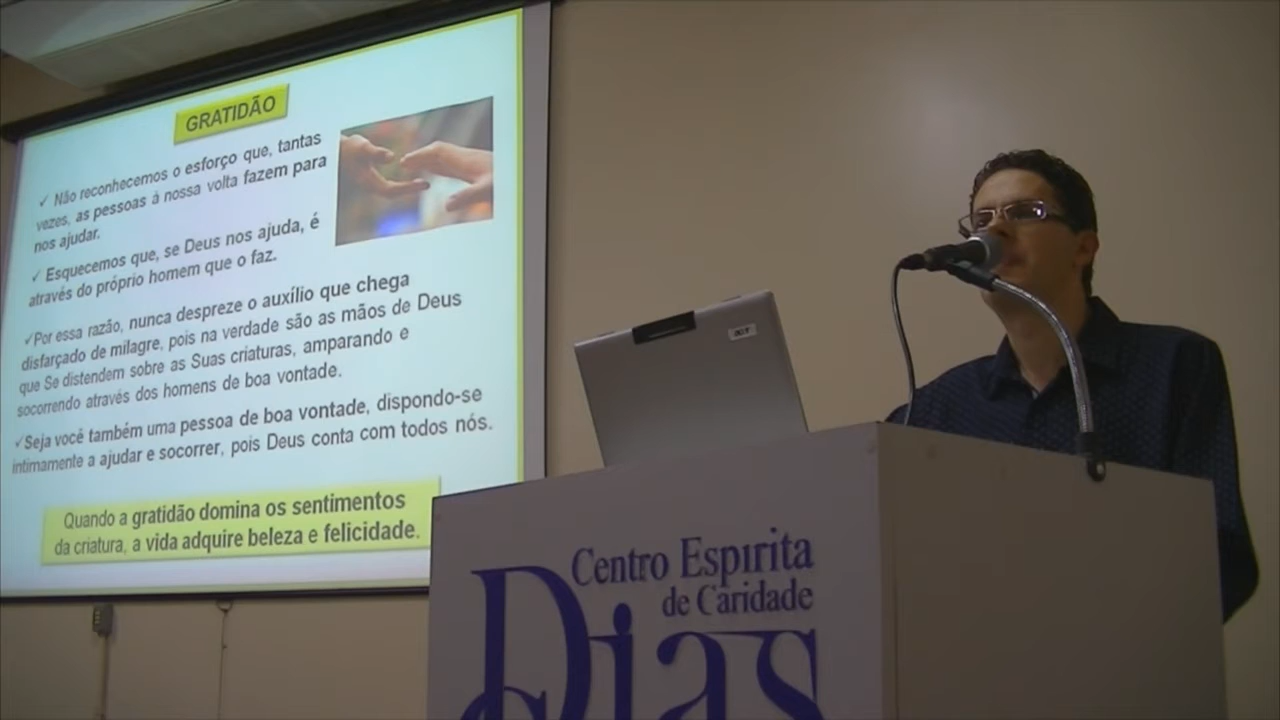 GRATIDÃO
✓ Não reconhecemos o esforço que, tantas
vezes, as pessoas à nossa volta fazem para
nos ajudar.
✓ Esquecemos que, se Deus nos ajuda, é
através do próprio homem que o faz.
✓Por essa razão, nunca despreze o auxílio que chega
disfarçado de milagre, pois na verdade são as mãos de Deus
que Se distendem sobre as Suas criaturas, amparando e
socorrendo através dos homens de boa vontade.
✓Seja você também uma pessoa de boa vontade, dispondo-se
intimamente a ajudar e socorrer, pois Deus conta com todos nós.
Quando a gratidão domina os sentimentos
da criatura, a vida adquire beleza e felicidade.
acer
Centro Espírita
de Caridade
Dias